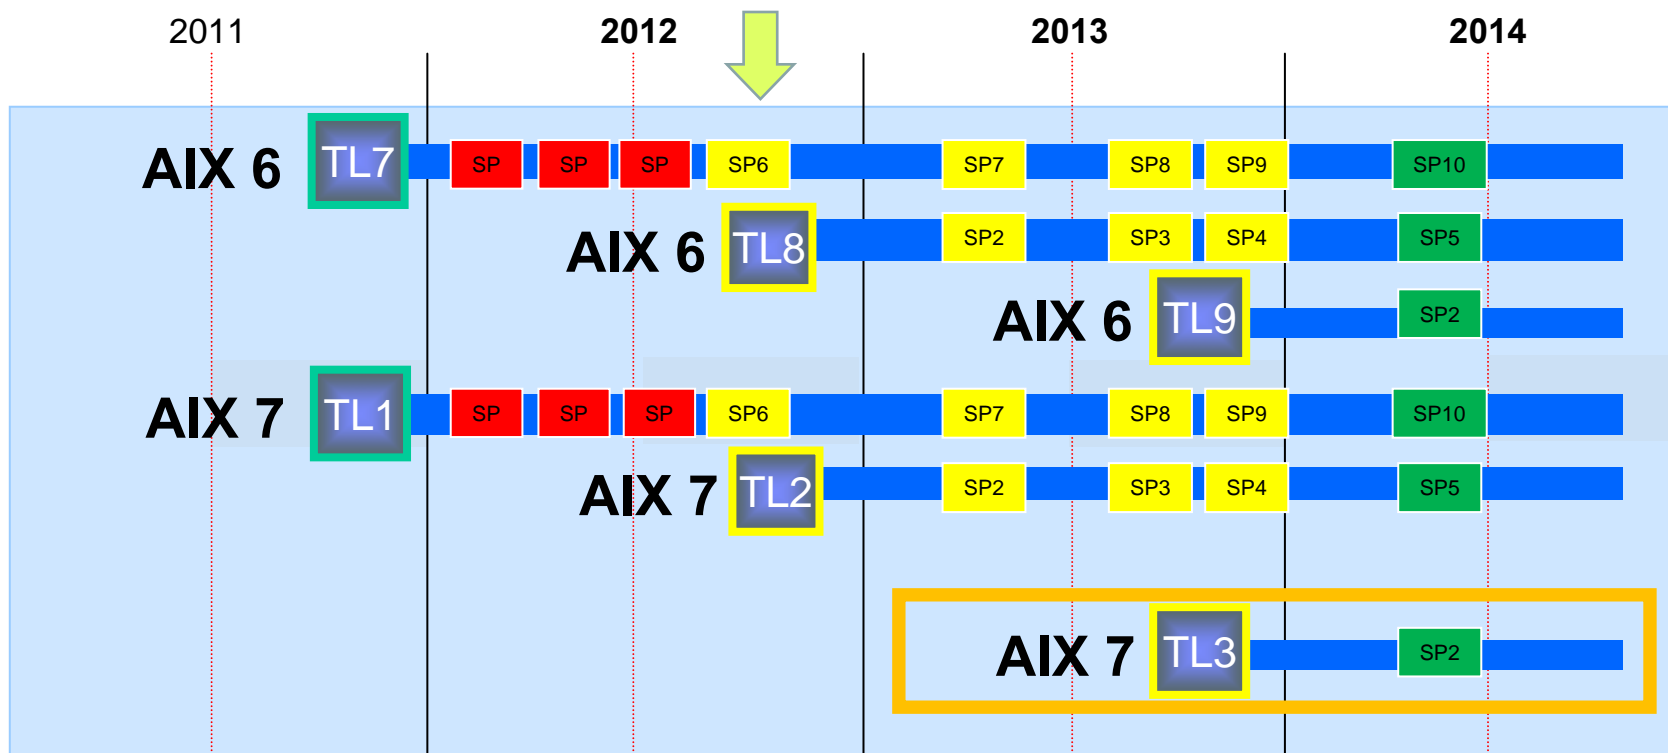 2011 2012 2013 2014
AIX 6 TL7 SP SP SP SP6 SP7 SP8 SP9 SP10
AIX 6 TL8 SP2 SP3 SP4 SP5
AIX 6 TL9 SP2
AIX 7 TL1 SP SP SP SP6 SP7 SP8 SP9 SP10
AIX 7 TL2 SP2 SP3 SP4 SP5
AIX 7 TL3 SP2